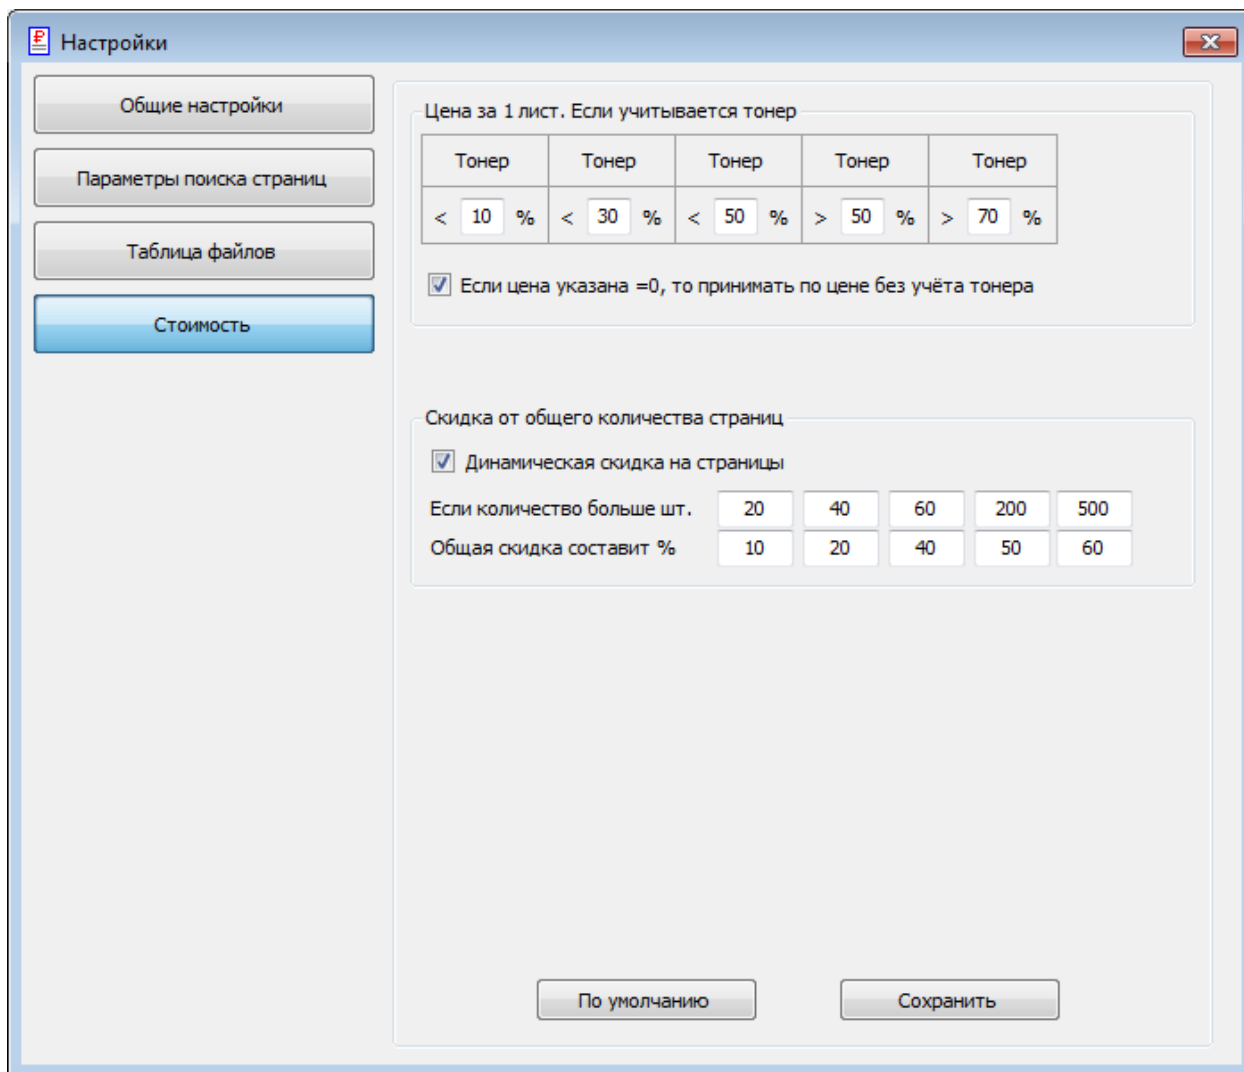 Настройки
Общие настройки
Параметры поиска страниц
Таблица файлов
Стоимость
Цена за 1 лист. Если учитывается тонер
Тонер Тонер Тонер Тонер Тонер
< 10 % < 30 % < 50 % > 50 % > 70 %
Если цена указана =0, то принимать по цене без учёта тонера
Скидка от общего количества страниц
Динамическая скидка на страницы
Если количество больше шт. 20 40 60 200 500
Общая скидка составит % 10 20 40 50 60
По умолчанию Сохранить